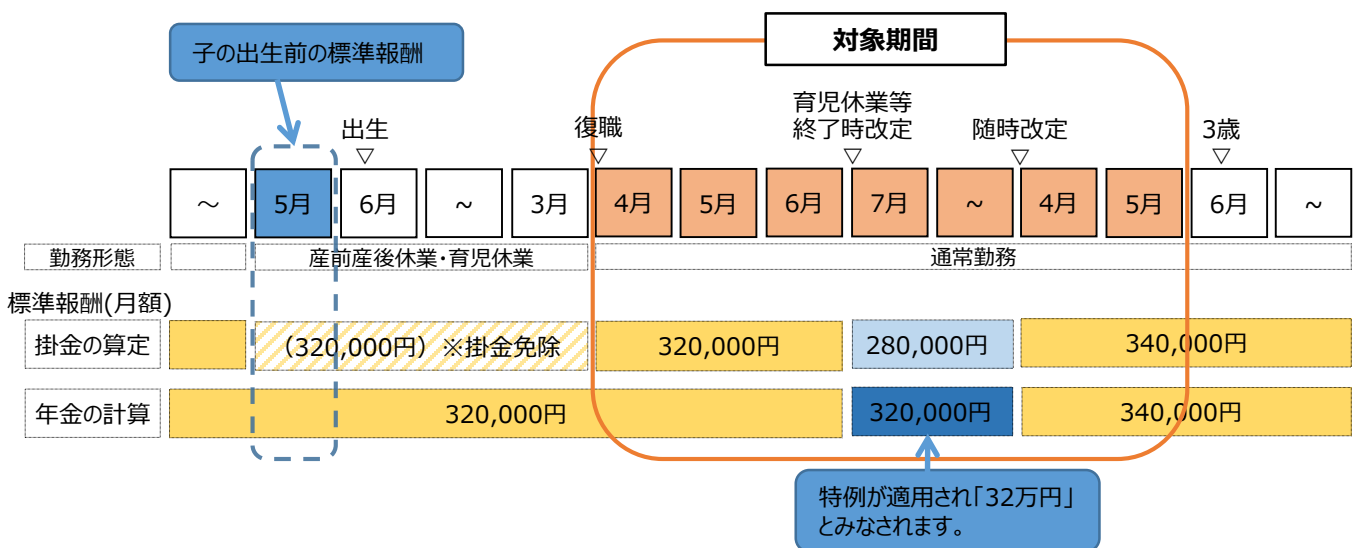 対象期間
子の出生前の標準報酬
出生
復職
育児休業等
終了時改定
随時改定
3歳
▽ ▽ ▽ ▽ ▽
～ 5月 6月 ~ 3月 4月 5月 6月 7月 ~ 4月 5月 6月 ~
勤務形態 産前産後休業・育児休業 通常勤務
標準報酬(月額)
掛金の算定 （320,000円）※掛金免除 320,000円 280,000円 340,000円
年金の計算 320,000円 320,000円 340,000円
特例が適用され「32万円」
とみなされます。